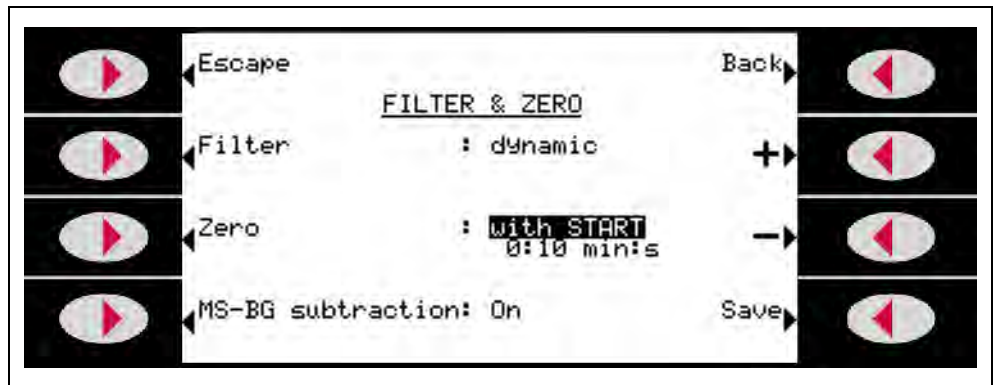 Escape Back
FILTER & ZERO
Filter : dynamic +
Zero : with START -
0:10 min:s
MS-BG subtraction: On Save